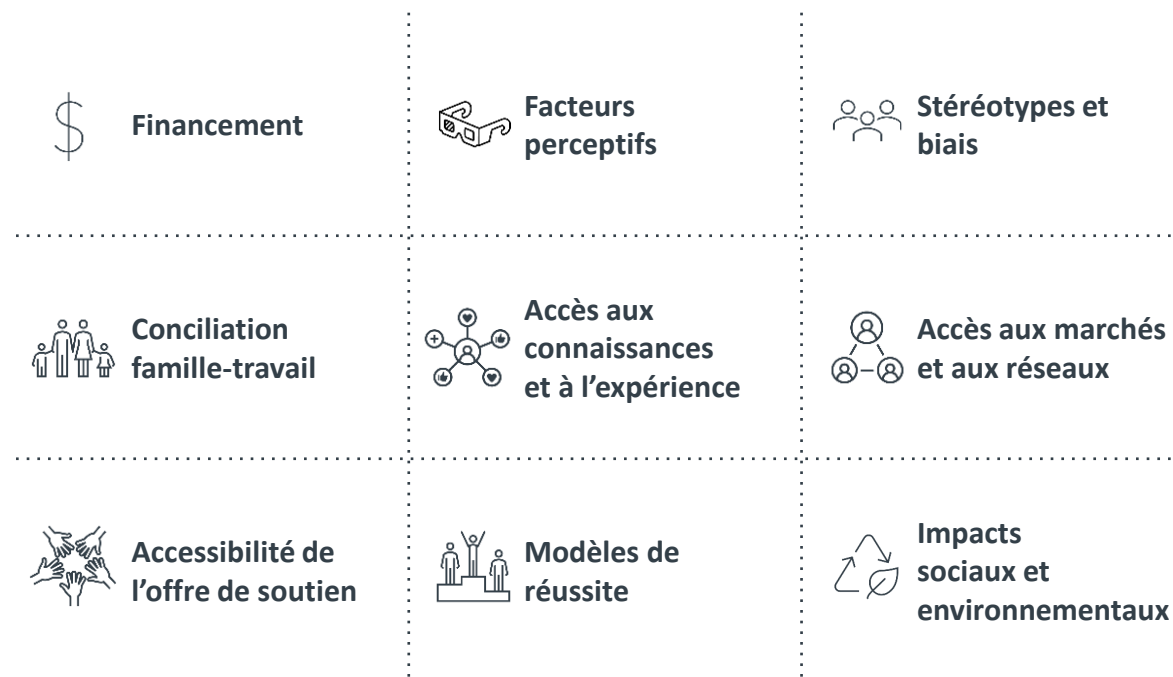 Financement
Facteurs
perceptifs
Stéréotypes et
biais
Conciliation
famille-travail
Accès aux
connaissances
et à l’expérience
Accès aux marchés
et aux réseaux
Accessibilité de
l’offre de soutien
Modèles de
réussite
Impacts
sociaux et
environnementaux